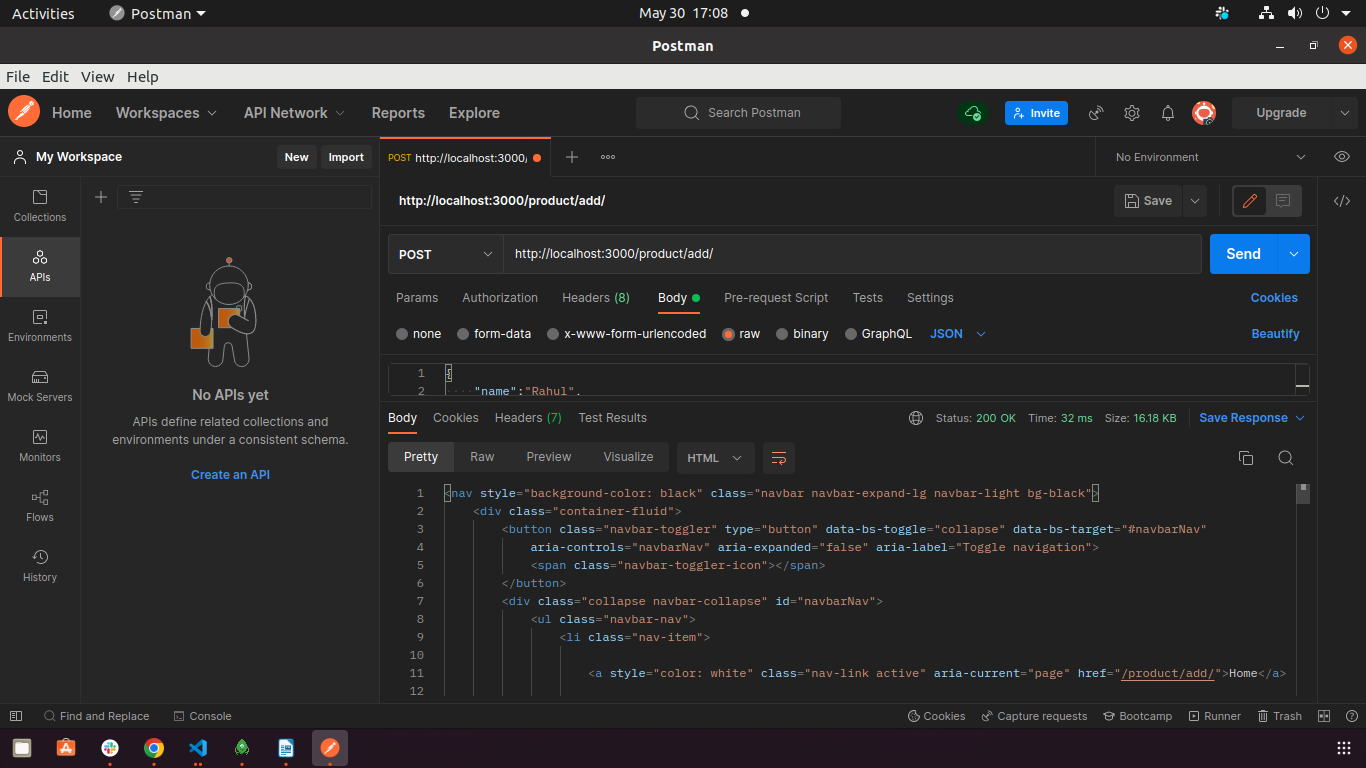 Activities
Postman
May 30 17:08
Postman
File Edit View Help
Home Workspaces API Network Reports Explore
Search Postman
Invite
Upgrade
My Workspace
New Import
POST http://localhost:3000/
No Environment
Collections
APIs
Environments
Mock Servers
Monitors
Flows
History
No APIs yet
APIs define related collections and
environments under a consistent schema.
Create an API
http://localhost:3000/product/add/
Save
POST http://localhost:3000/product/add/
Send
Params Authorization Headers (8) Body Pre-request Script Tests Settings Cookies
none form-data x-www-form-urlencoded raw binary GraphQL JSON Beautify
1 {
2 "name":"Rahul",
Body Cookies Headers (7) Test Results
Status: 200 OK Time: 32 ms Size: 16.18 KB Save Response
Pretty Raw Preview Visualize HTML
1 <nav style="background-color: black" class="navbar navbar-expand-lg navbar-light bg-black">
2 <div class="container-fluid">
3 <button class="navbar-toggler" type="button" data-bs-toggle="collapse" data-bs-target="#navbarNav"
4 aria-controls="navbarNav" aria-expanded="false" aria-label="Toggle navigation">
5 <span class="navbar-toggler-icon"></span>
6 </button>
7 <div class="collapse navbar-collapse" id="navbarNav">
8 <ul class="navbar-nav">
9 <li class="nav-item">
10
11 <a style="color: white" class="nav-link active" aria-current="page" href="/product/add/">Home</a>
12
Find and Replace Console
Cookies Capture requests Bootcamp Runner Trash